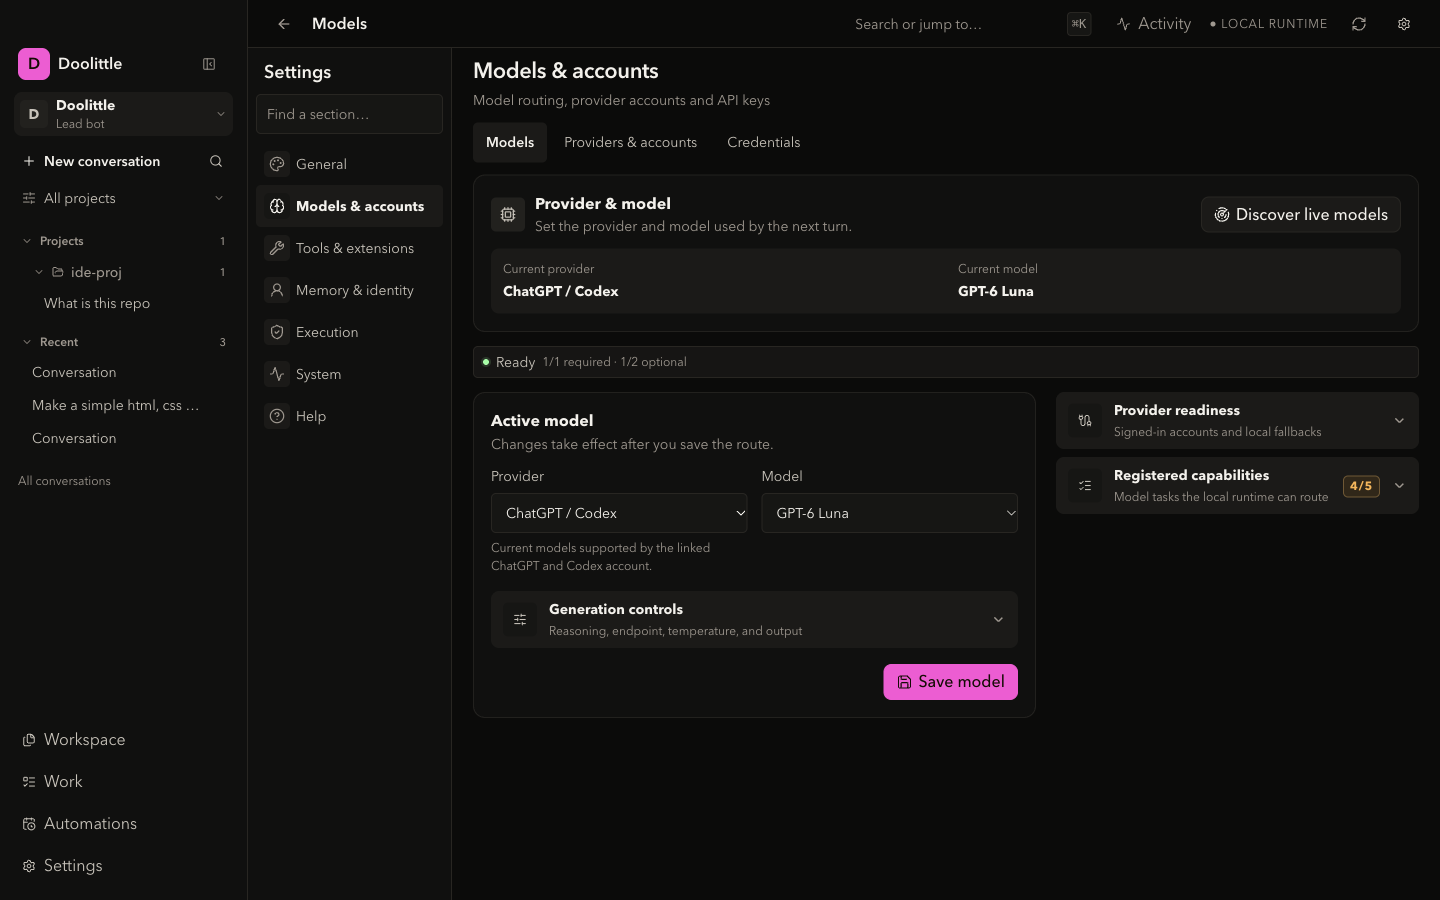 Models
Search or jump to…
⌘K
Activity
LOCAL RUNTIME
D
Doolittle
D
Doolittle
Lead bot
New conversation
All projects
Projects
1
ide-proj
1
What is this repo
Recent
3
Conversation
Make a simple html, css …
Conversation
All conversations
Workspace
Work
Automations
Settings
Settings
Find a section…
General
Models & accounts
Tools & extensions
Memory & identity
Execution
System
Help
Models & accounts
Model routing, provider accounts and API keys
Models
Providers & accounts
Credentials
Provider & model
Set the provider and model used by the next turn.
Discover live models
Current provider
ChatGPT / Codex
Current model
GPT-6 Luna
Ready
1/1 required · 1/2 optional
Active model
Changes take effect after you save the route.
Provider
ChatGPT / Codex
Current models supported by the linked
ChatGPT and Codex account.
Model
GPT-6 Luna
Generation controls
Reasoning, endpoint, temperature, and output
Save model
Provider readiness
Signed-in accounts and local fallbacks
Registered capabilities
Model tasks the local runtime can route
4/5